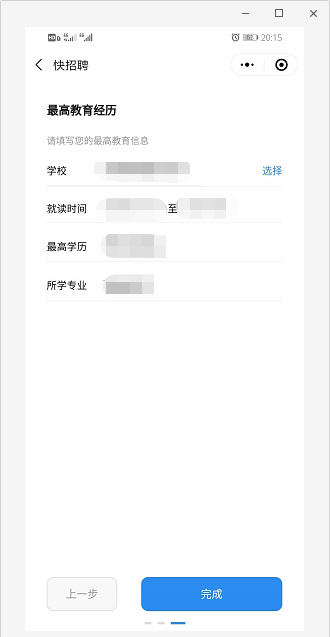 20:15
快招聘
最高教育经历
请填写您的最高教育信息
学校 选择
就读时间 至
最高学历
所学专业
上一步 完成